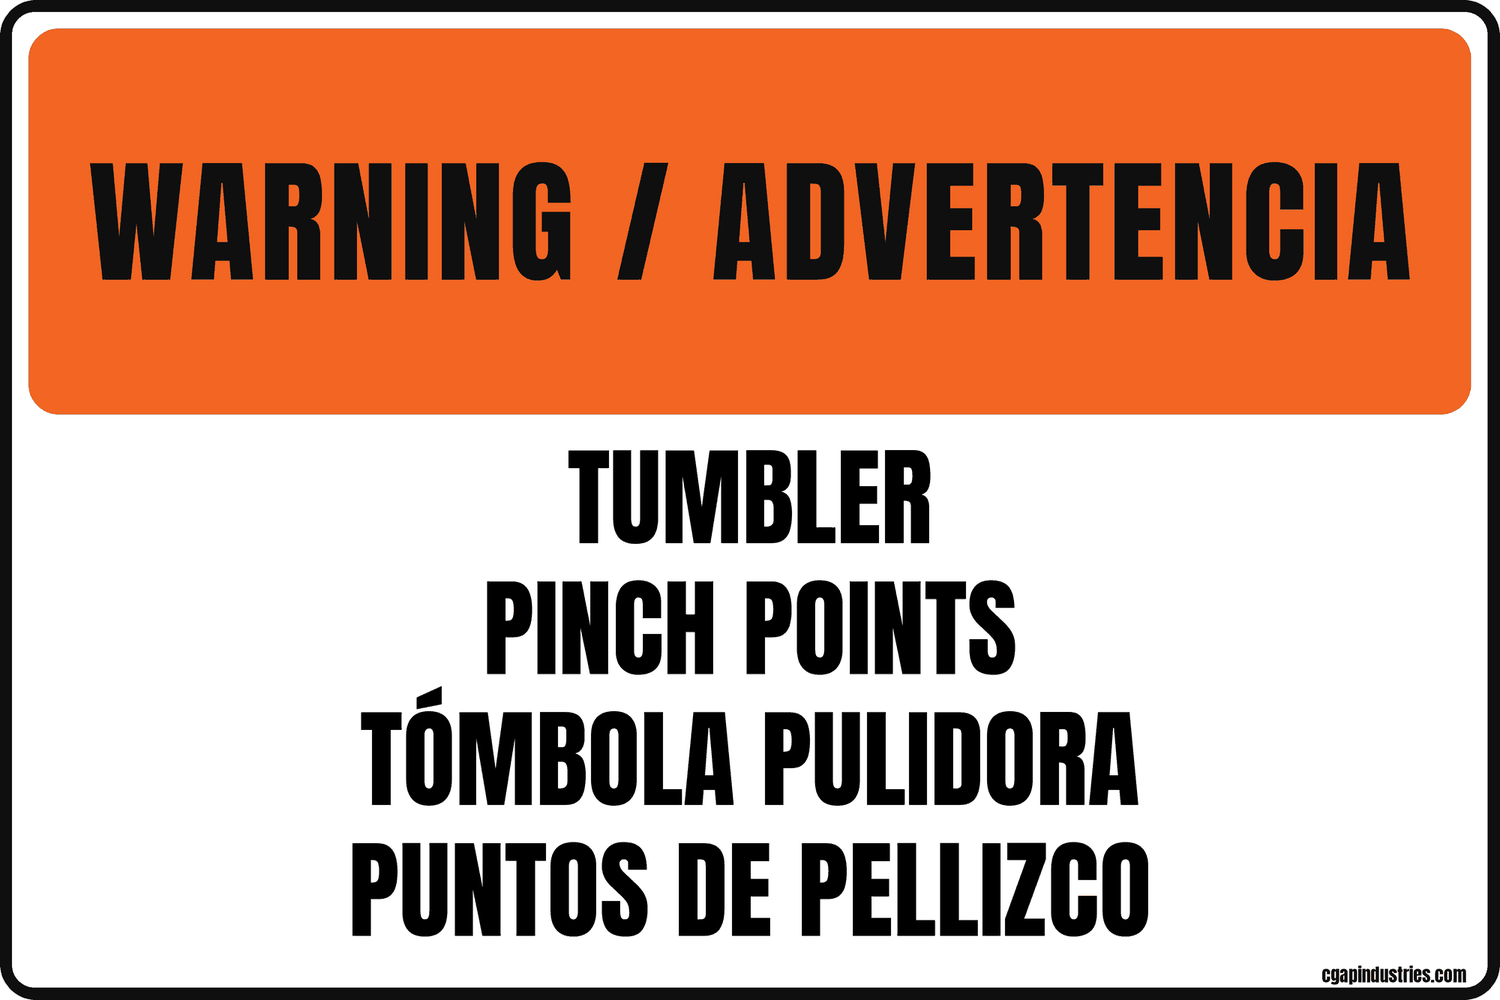 WARNING / ADVERTENCIA
TUMBLER
PINCH POINTS
TÓMBOLA PULIDORA
PUNTOS DE PELLIZCO
cgapindustries.com